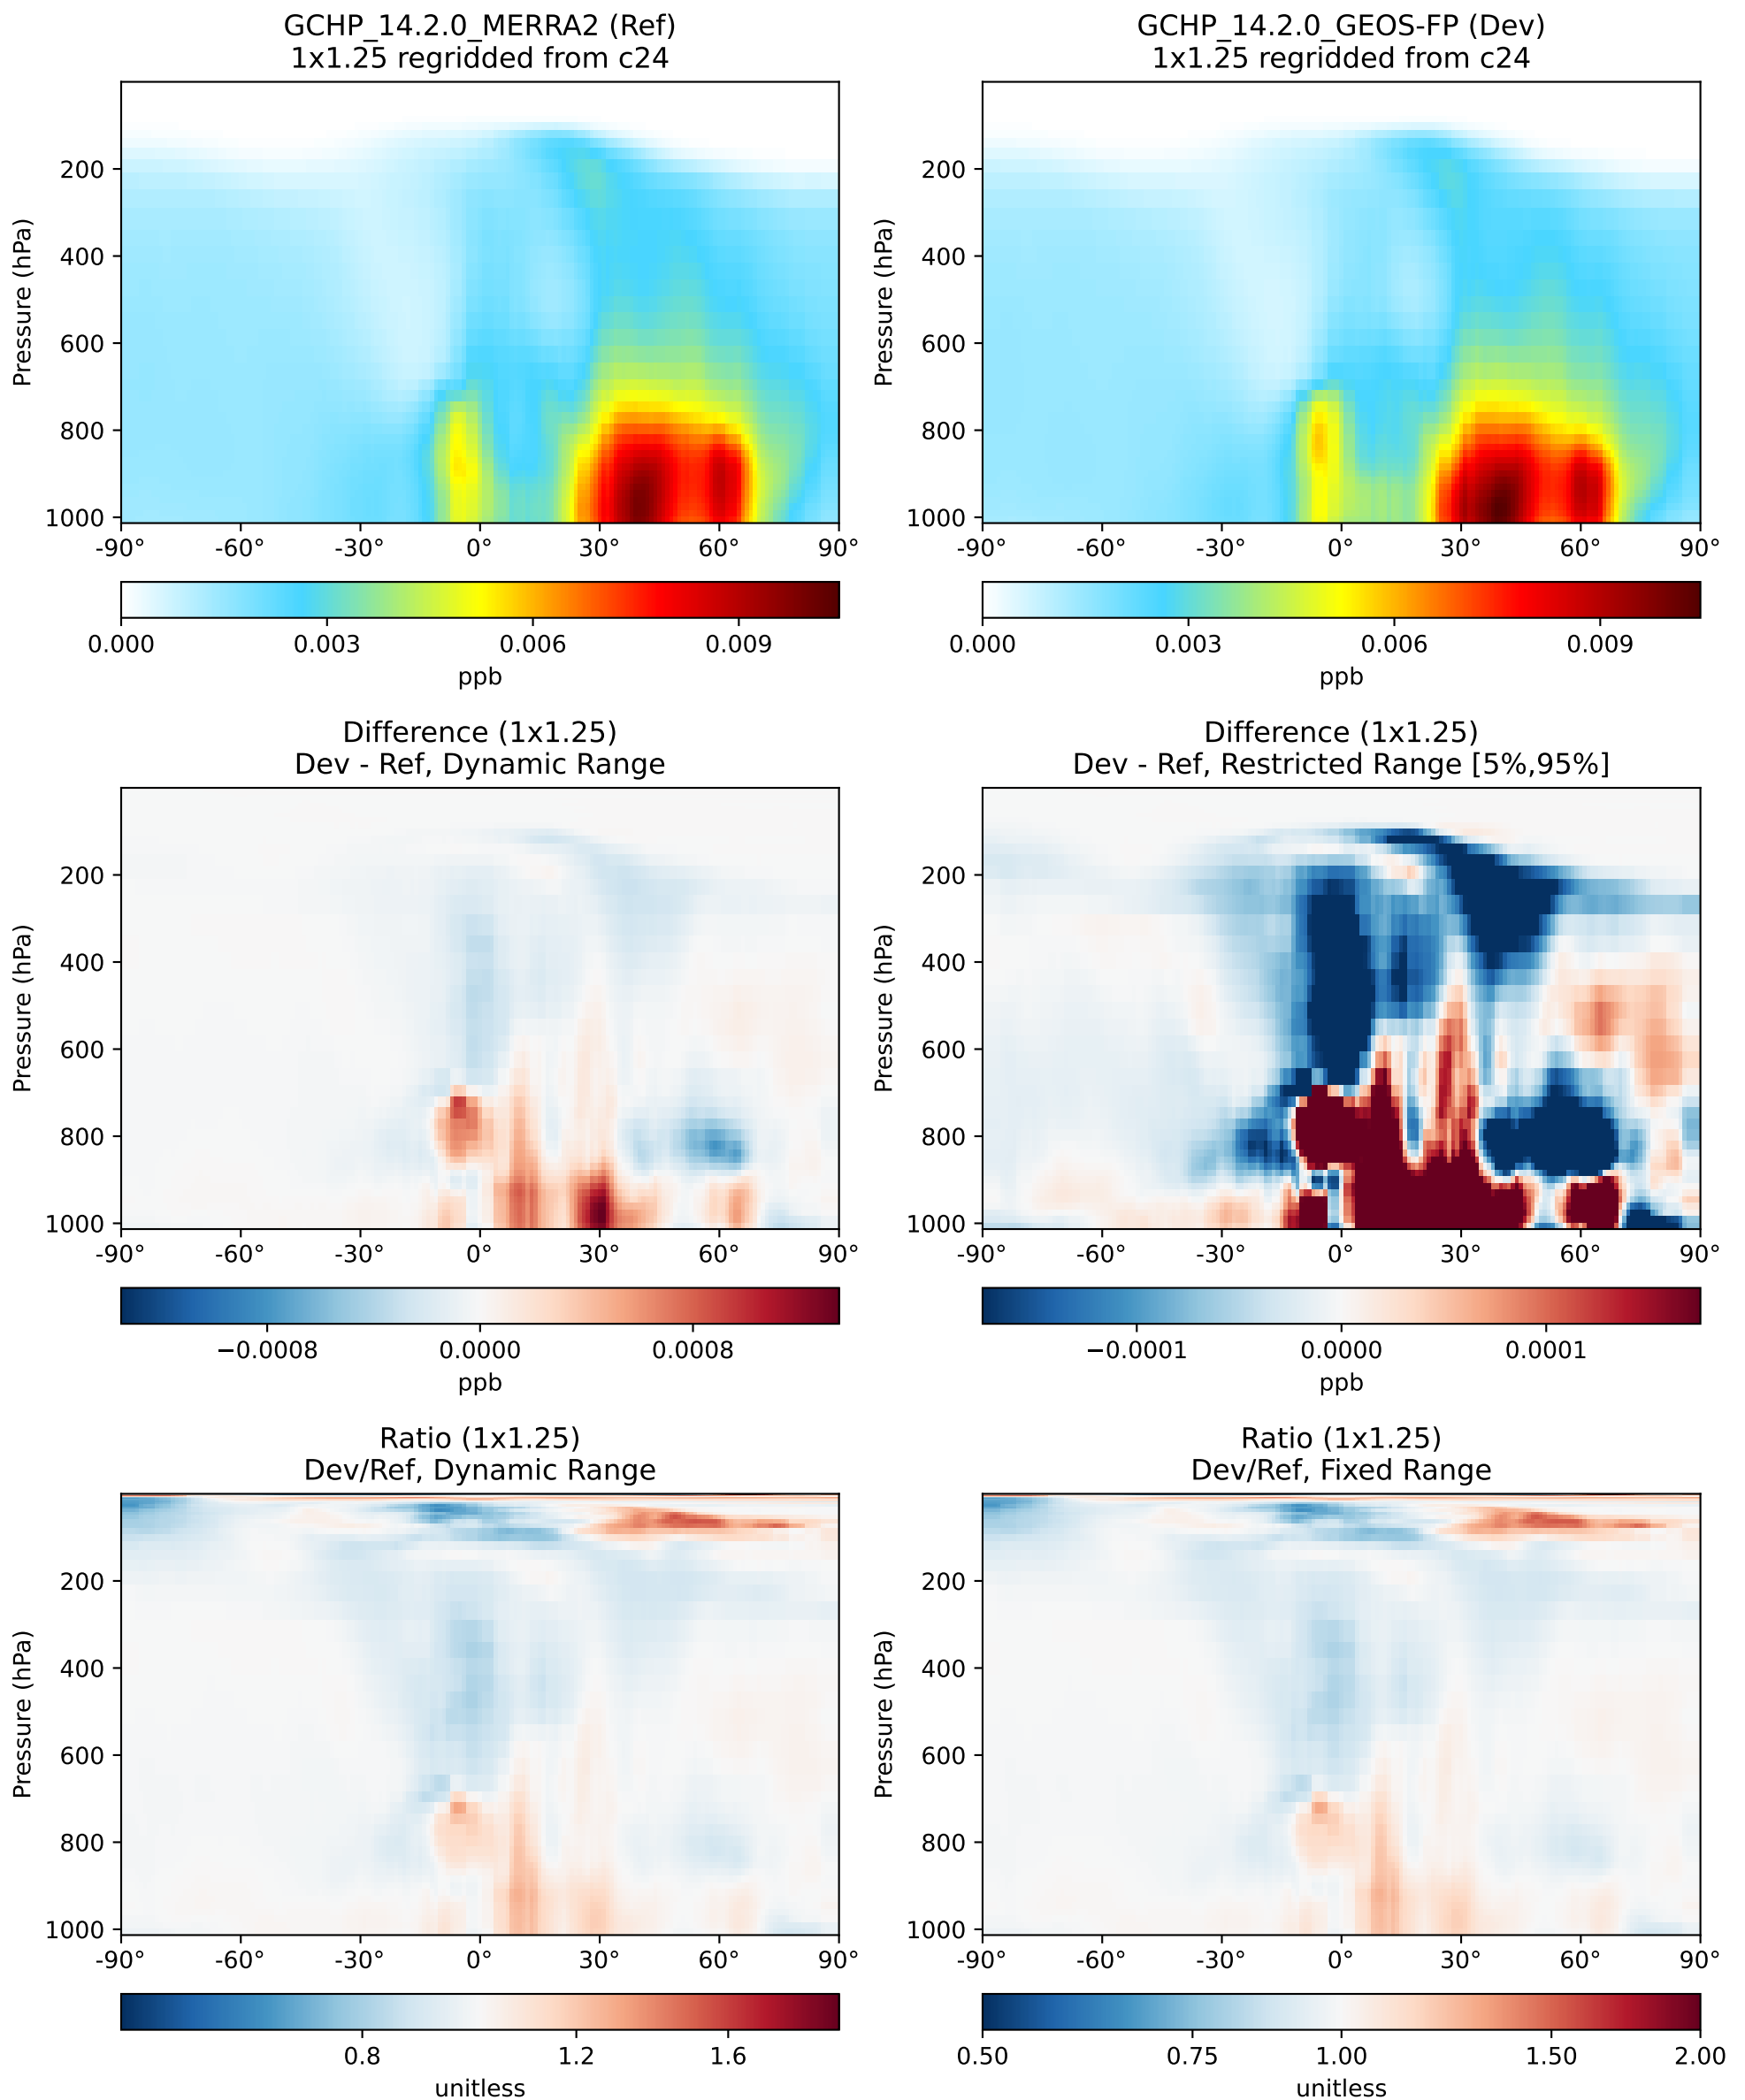 GCHP_14.2.0_MERRA2 (Ref)
1x1.25 regridded from c24
Pressure (hPa)
200
400
600
800
1000
-90° -60° -30° 0° 30° 60° 90°
0.000 0.003 0.006 0.009
ppb
GCHP_14.2.0_GEOS-FP (Dev)
1x1.25 regridded from c24
Pressure (hPa)
200
400
600
800
1000
-90° -60° -30° 0° 30° 60° 90°
0.000 0.003 0.006 0.009
ppb
Difference (1x1.25)
Dev - Ref, Dynamic Range
Pressure (hPa)
200
400
600
800
1000
-90° -60° -30° 0° 30° 60° 90°
−0.0008 0.0000 0.0008
ppb
Difference (1x1.25)
Dev - Ref, Restricted Range [5%,95%]
Pressure (hPa)
200
400
600
800
1000
-90° -60° -30° 0° 30° 60° 90°
−0.0001 0.0000 0.0001
ppb
Ratio (1x1.25)
Dev/Ref, Dynamic Range
Pressure (hPa)
200
400
600
800
1000
-90° -60° -30° 0° 30° 60° 90°
0.8 1.2 1.6
unitless
Ratio (1x1.25)
Dev/Ref, Fixed Range
Pressure (hPa)
200
400
600
800
1000
-90° -60° -30° 0° 30° 60° 90°
0.50 0.75 1.00 1.50 2.00
unitless